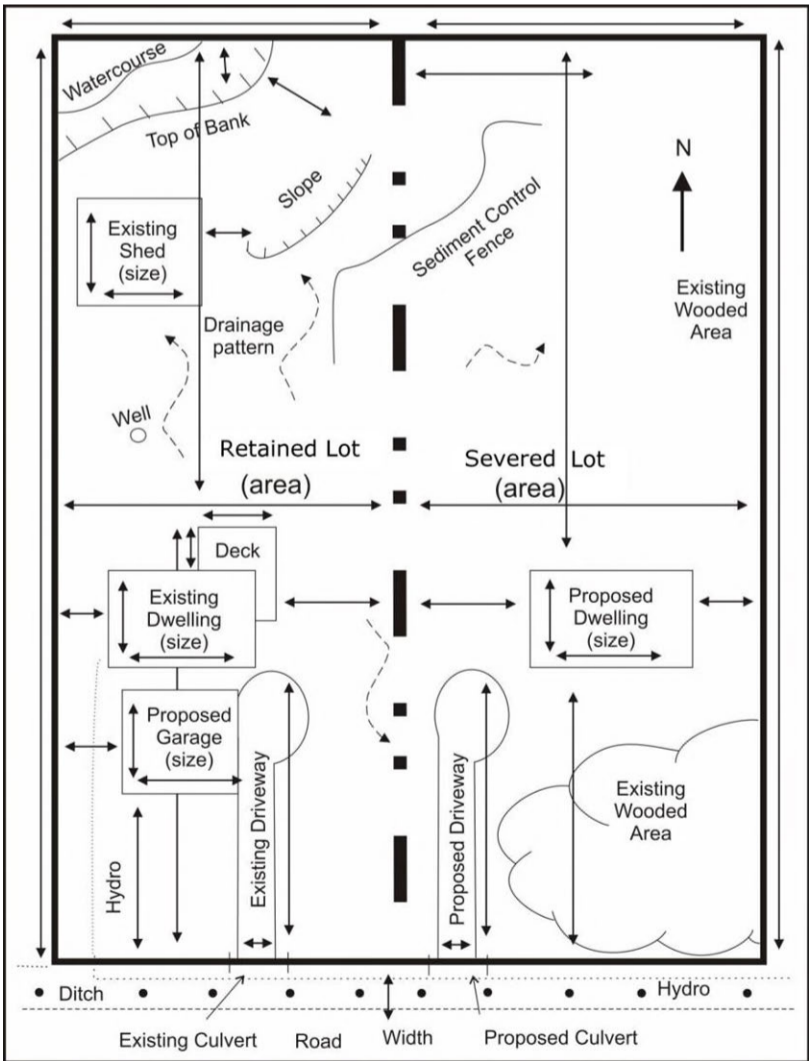 Watercourse
Top of Bank
Slope
N
Existing
Shed
(size)
Sediment Control
Fence
Existing
Wooded
Area
Drainage
pattern
Well
Retained Lot
(area)
Severed Lot
(area)
Deck
Existing
Dwelling
(size)
Proposed
Dwelling
(size)
Proposed
Garage
(size)
Existing Driveway
Proposed Driveway
Existing
Wooded
Area
Hydro
Ditch
Hydro
Existing Culvert
Road
Width
Proposed Culvert